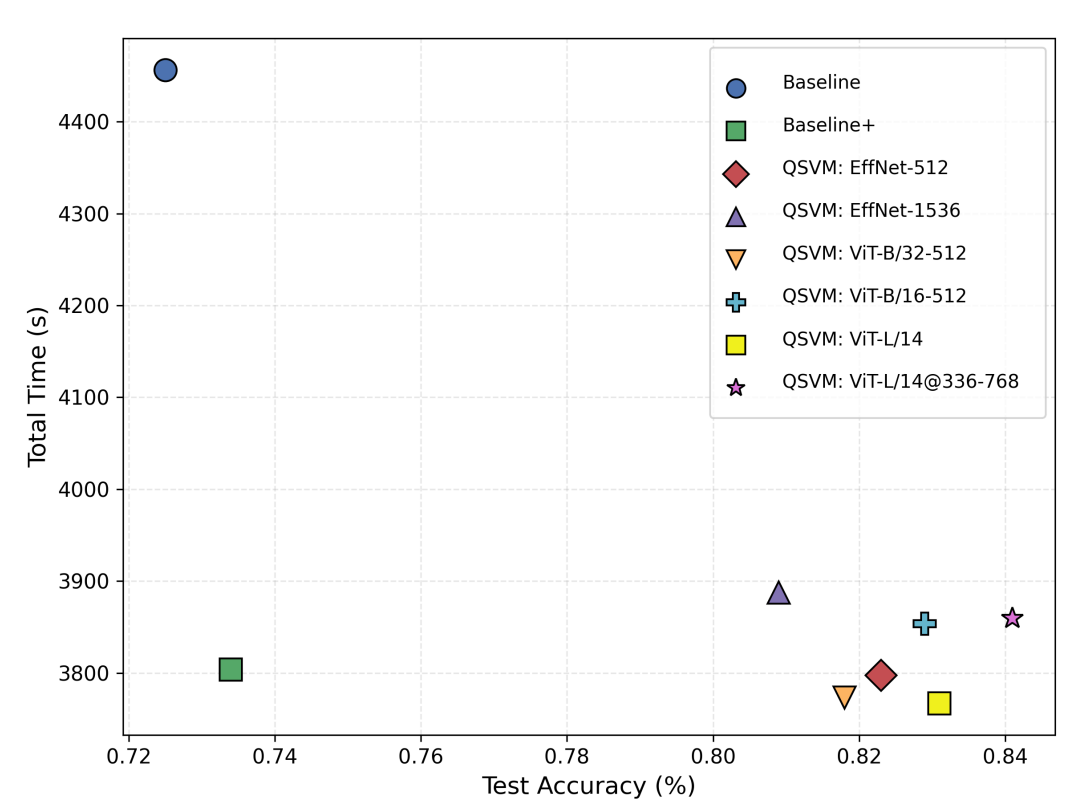 4400
4300
4200
4100
4000
3900
3800
Total Time (s)
0.72 0.74 0.76 0.78 0.80 0.82 0.84
Test Accuracy (%)
Baseline
Baseline+
QSVM: EffNet-512
QSVM: EffNet-1536
QSVM: ViT-B/32-512
QSVM: ViT-B/16-512
QSVM: ViT-L/14
QSVM: ViT-L/14@336-768